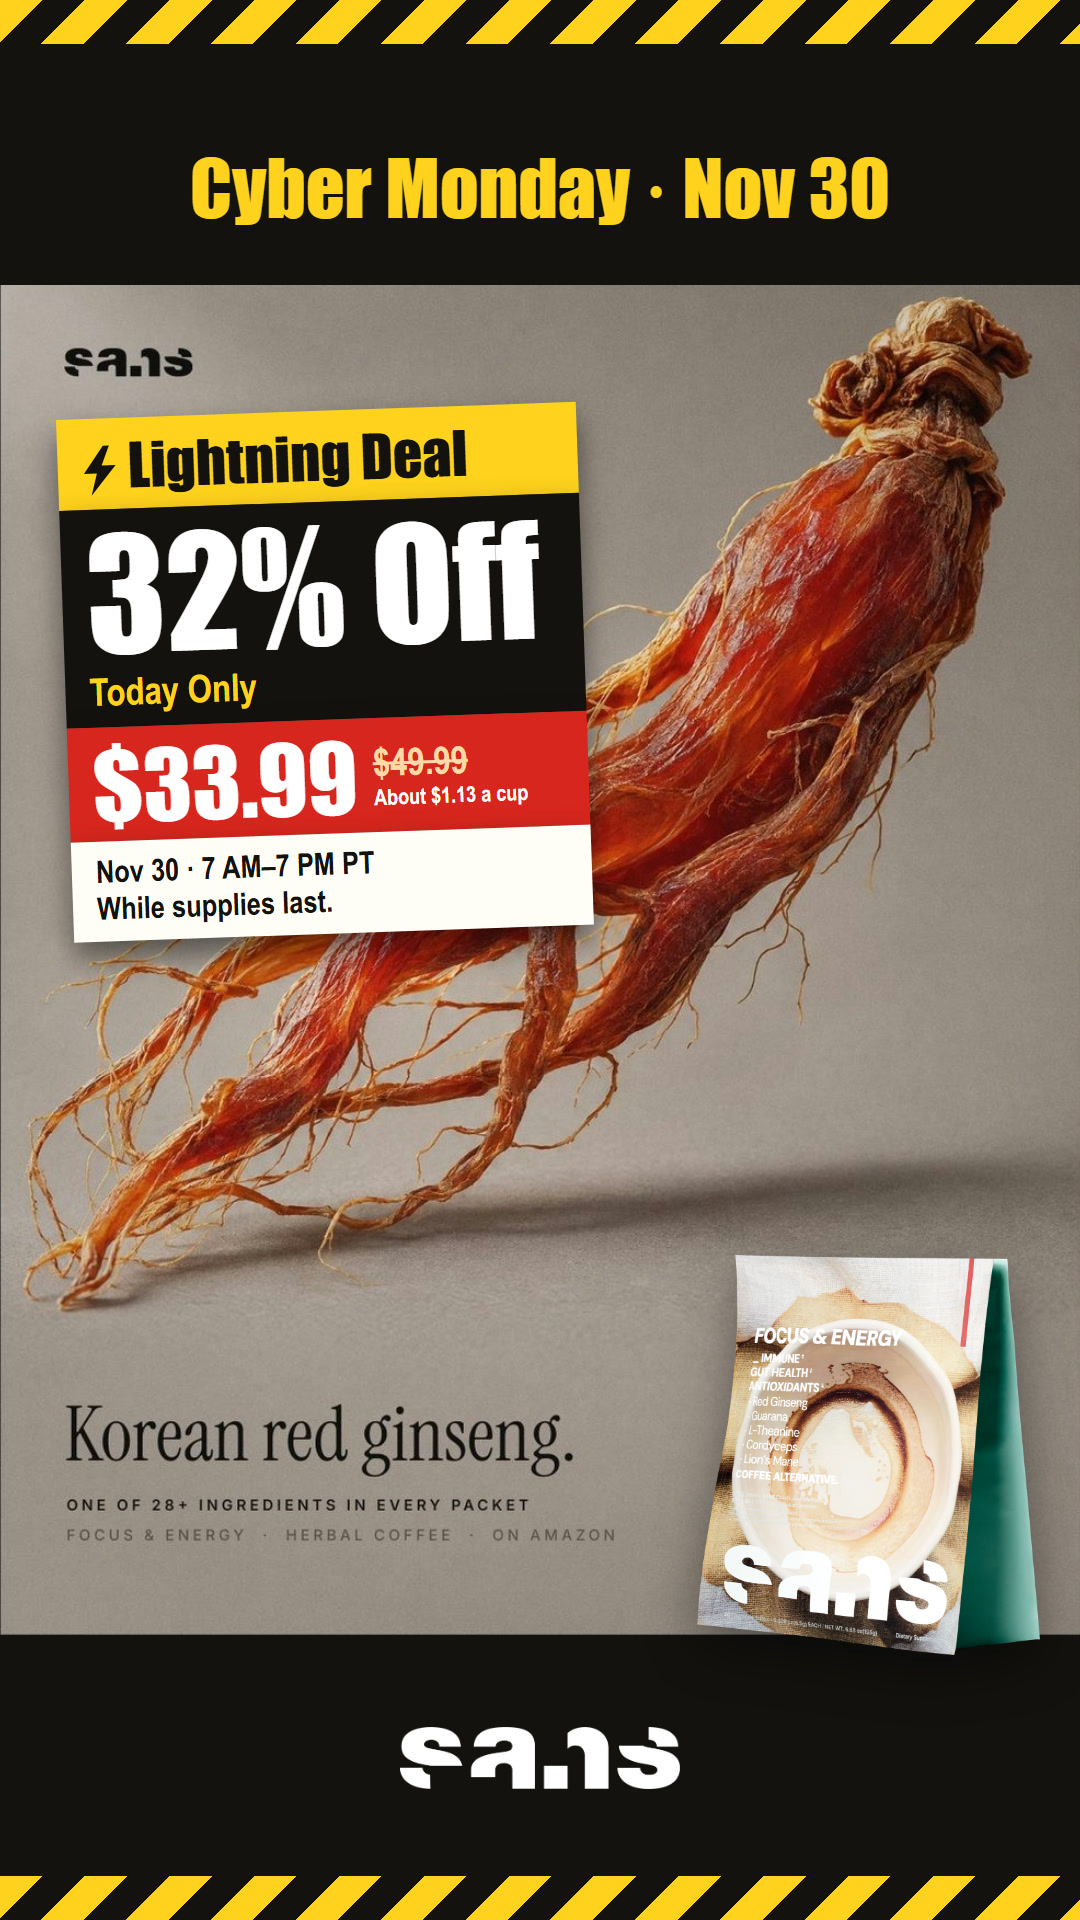 Cyber Monday · Nov 30
sans
Lightning Deal
32% Off
Today Only
$33.99
$49.99
About $1.13 a cup
Nov 30 · 7 AM–7 PM PT
While supplies last.
FOCUS & ENERGY
_ IMMUNE†
GUT HEALTH†
ANTIOXIDANTS†
Red Ginseng
Guarana
L-Theanine
Cordyceps
Lion's Mane
COFFEE ALTERNATIVE
sans
Korean red ginseng.
ONE OF 28+ INGREDIENTS IN EVERY PACKET
FOCUS & ENERGY · HERBAL COFFEE · ON AMAZON
sans